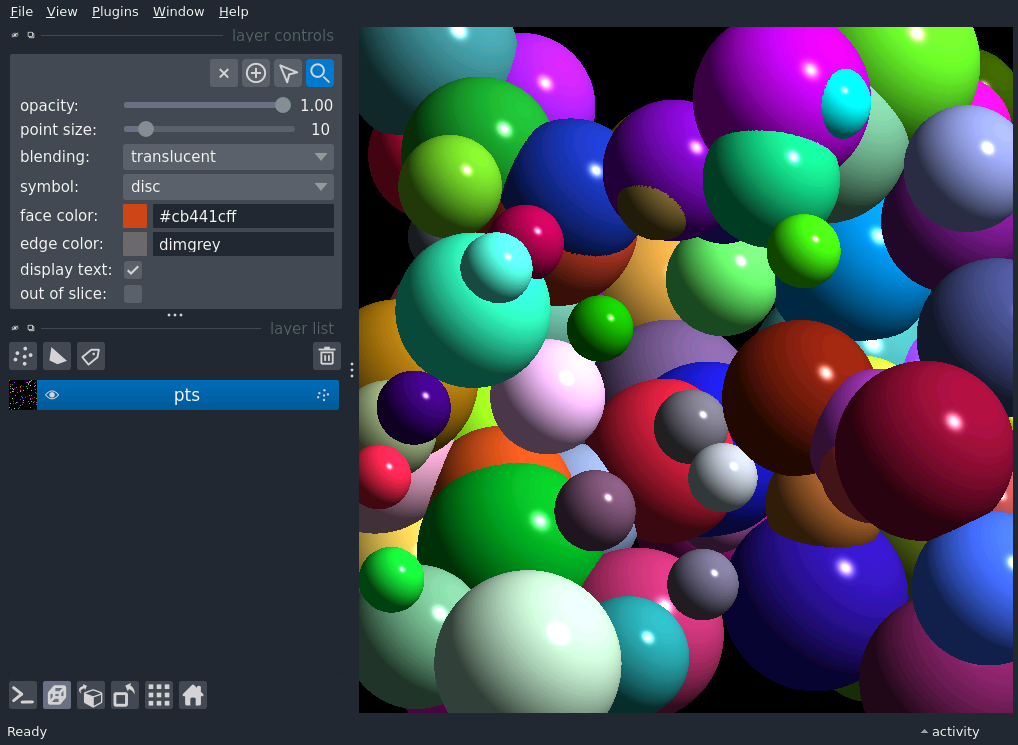 File View Plugins Window Help
layer controls
opacity: 1.00
point size: 10
blending: translucent
symbol: disc
face color: #cb441cff
edge color: dimgrey
display text:
out of slice:
layer list
pts
Ready activity